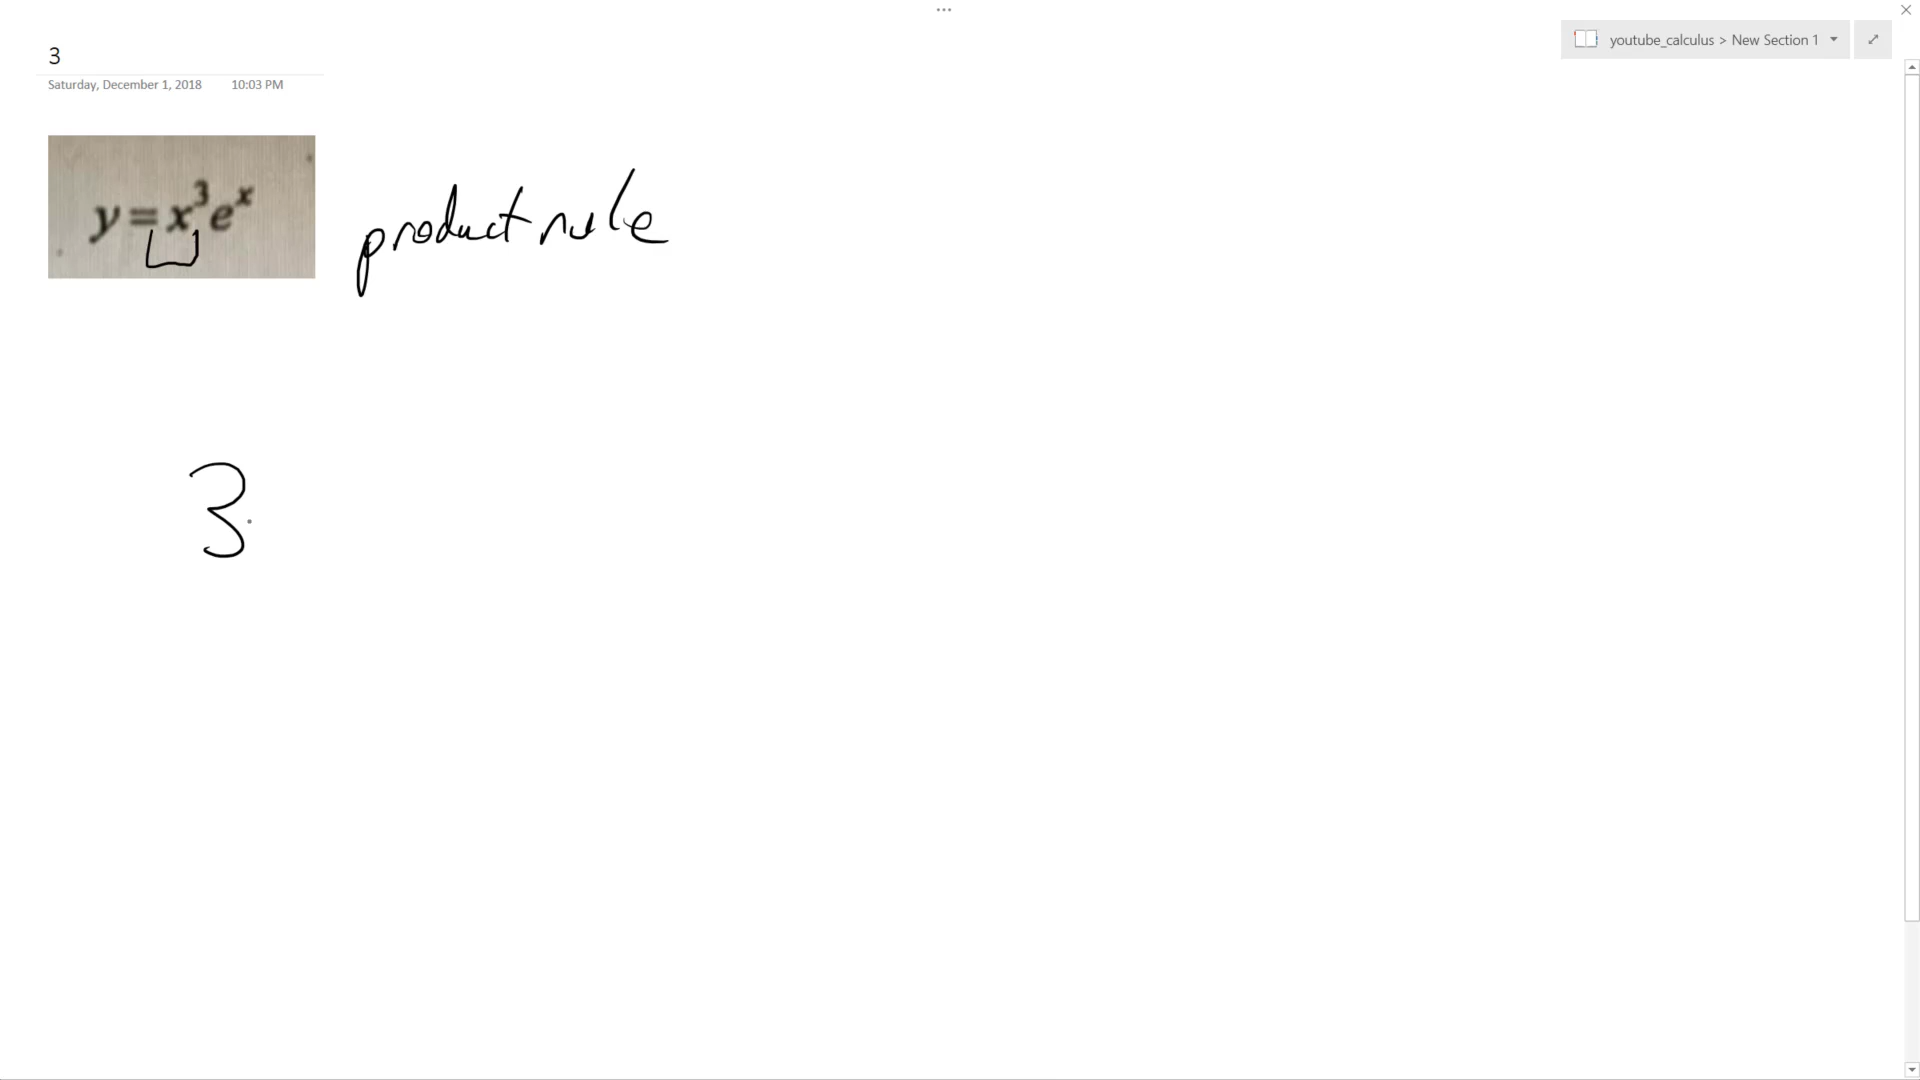 youtube_calculus > New Section 1
3
Saturday, December 1, 2018 10:03 PM
y = x³eˣ
product rule
3